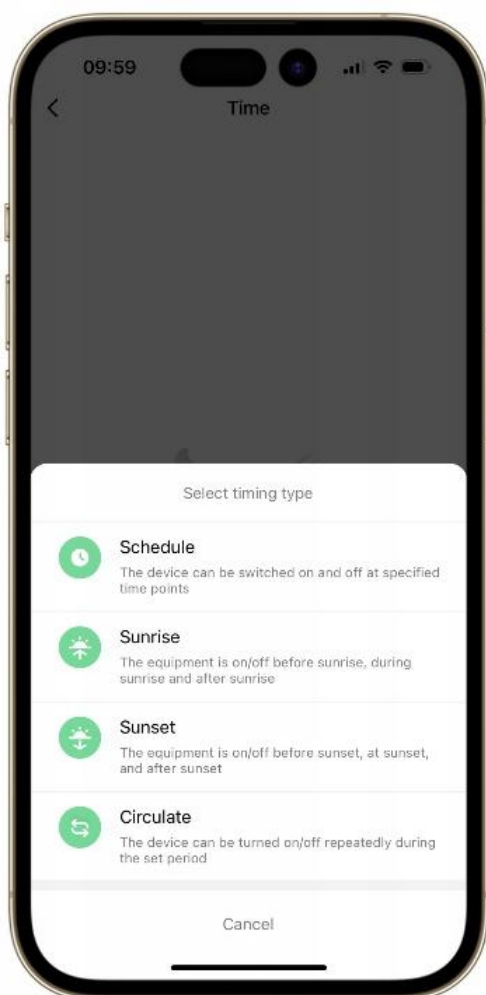 09:59
Time
Select timing type
Schedule
The device can be switched on and off at specified
time points
Sunrise
The equipment is on/off before sunrise, during
sunrise and after sunrise
Sunset
The equipment is on/off before sunset, at sunset,
and after sunset
Circulate
The device can be turned on/off repeatedly during
the set period
Cancel